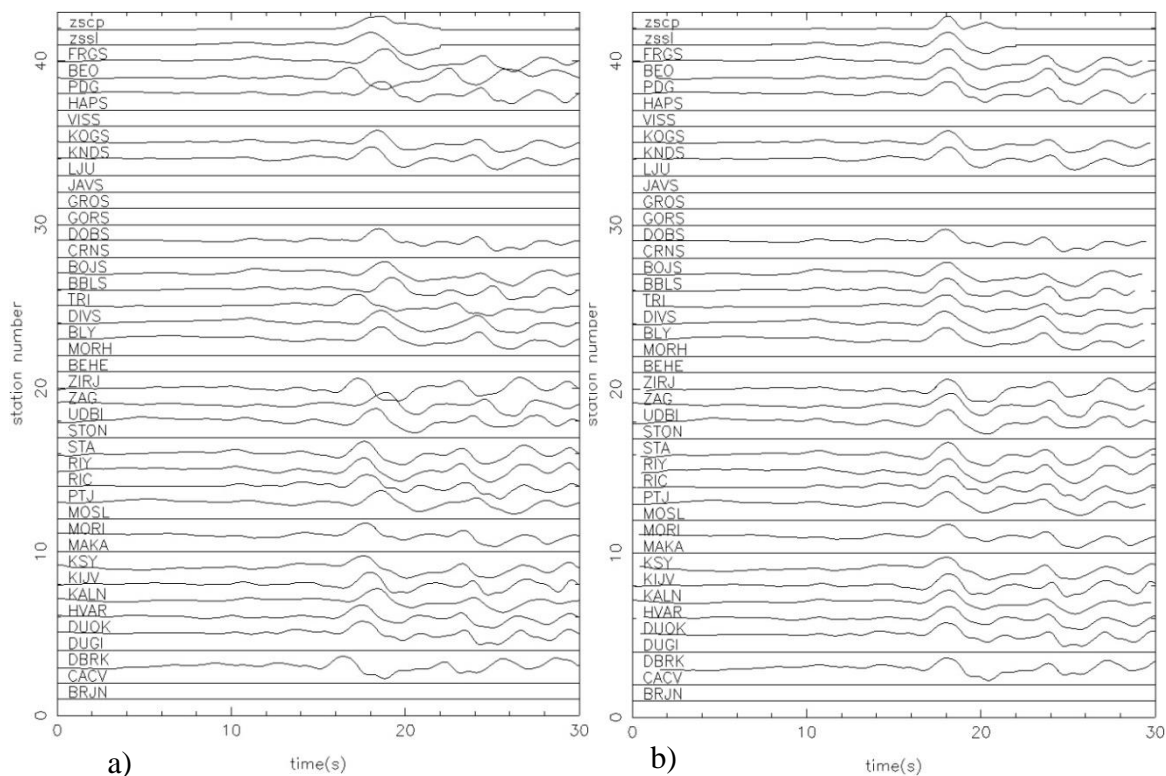 zscp
zssl
FRGS
BEO
PDG
HAPS
VISS
KOGS
KNDS
LJU
JAVS
GROS
GORS
DOBS
CRNS
BOJS
BBLS
TRI
DIVS
BLY
MORH
BEHE
ZIRJ
ZAG
UDBI
STON
STA
RIY
RIC
PTJ
MOSL
MORI
MAKA
KSY
KIJV
KALN
HVAR
DUOK
DUGI
DBRK
CACV
BRJN
40
30
20
10
0
station number
0 10 20 30
a) time(s)
zscp
zssl
FRGS
BEO
PDG
HAPS
VISS
KOGS
KNDS
LJU
JAVS
GROS
GORS
DOBS
CRNS
BOJS
BBLS
TRI
DIVS
BLY
MORH
BEHE
ZIRJ
ZAG
UDBI
STON
STA
RIY
RIC
PTJ
MOSL
MORI
MAKA
KSY
KIJV
KALN
HVAR
DUOK
DUGI
DBRK
CACV
BRJN
40
30
20
10
0
station number
0 10 20 30
b) time(s)